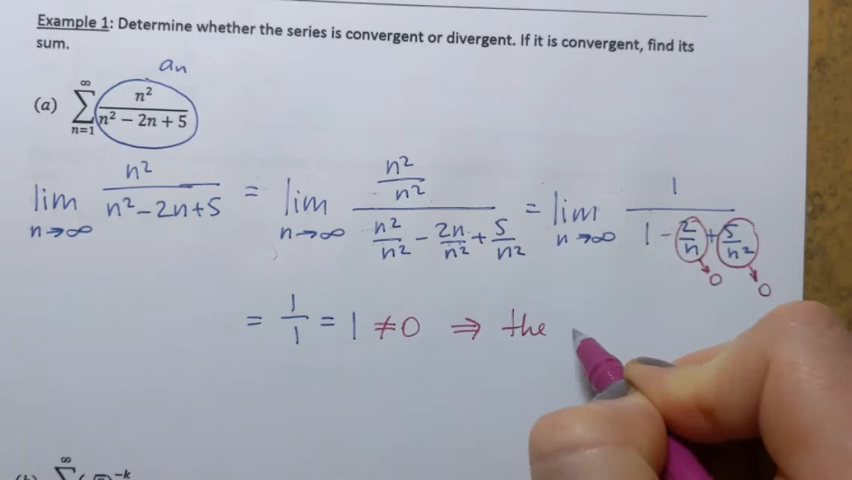 Example 1: Determine whether the series is convergent or divergent. If it is convergent, find its
sum.
aₙ
(a) ∑_{n=1}^{∞} n²/(n² − 2n + 5)
lim_{n→∞} n²/(n²−2n+5) = lim_{n→∞} (n²/n²)/(n²/n² − 2n/n² + 5/n²) = lim_{n→∞} 1/(1 − 2/n + 5/n²)
→0 →0
= 1/1 = 1 ≠0 ⇒ the